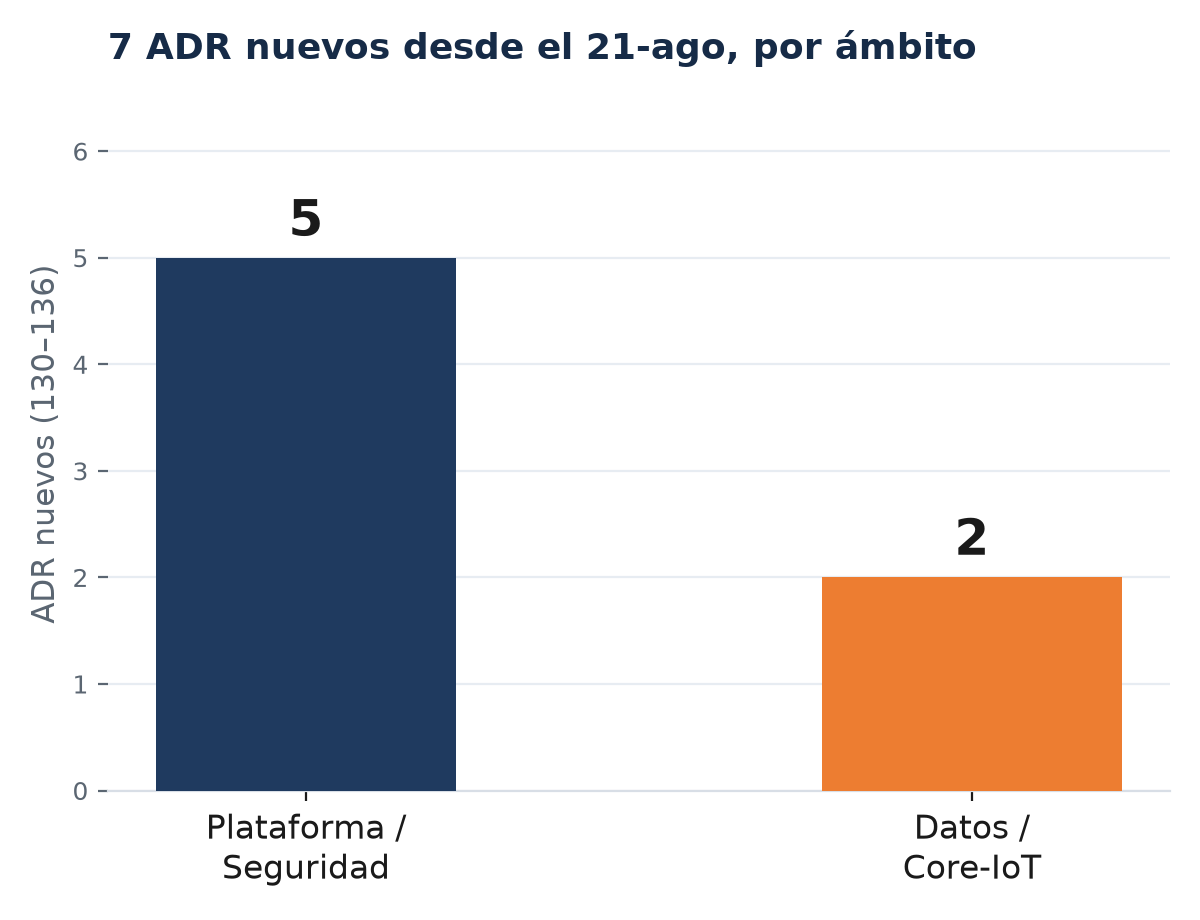 7 ADR nuevos desde el 21-ago, por ámbito
ADR nuevos (130–136)
6
5
4
3
2
1
0
5
2
Plataforma /
Seguridad
Datos /
Core-IoT